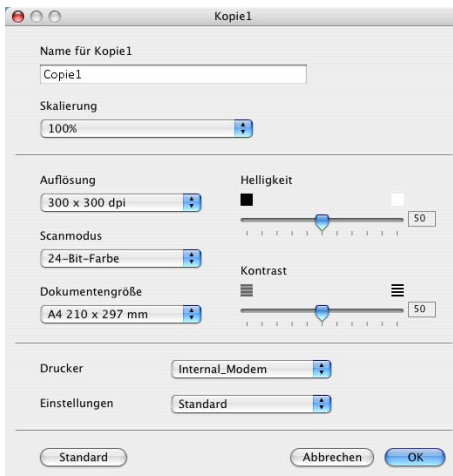 Kopie1
Name für Kopie1
Copie1
Skalierung
100%
Auflösung
300 x 300 dpi
Scanmodus
24-Bit-Farbe
Dokumentengröße
A4 210 x 297 mm
Helligkeit
50
Kontrast
50
Drucker
Internal_Modem
Einstellungen
Standard
Standard
Abbrechen
OK